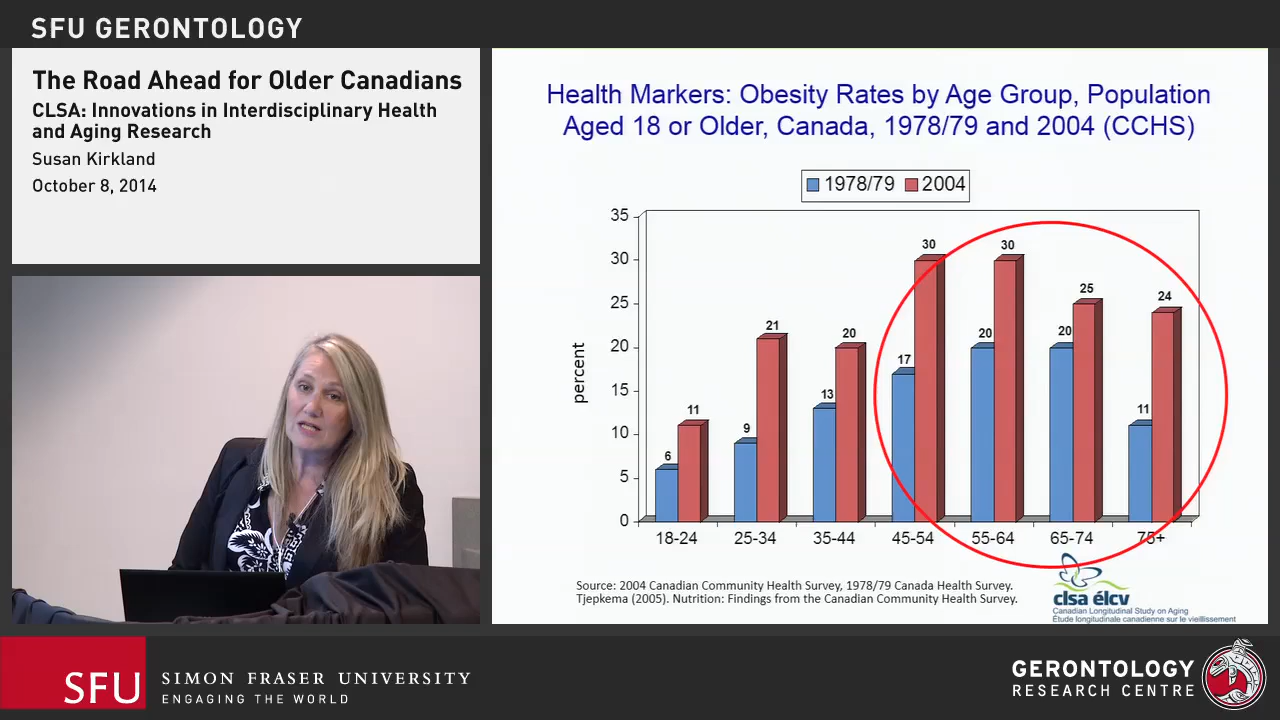 SFU GERONTOLOGY
The Road Ahead for Older Canadians
CLSA: Innovations in Interdisciplinary Health
and Aging Research
Susan Kirkland
October 8, 2014
Health Markers: Obesity Rates by Age Group, Population
Aged 18 or Older, Canada, 1978/79 and 2004 (CCHS)
1978/79 2004
percent
35
30
25
20
15
10
5
0
6 11 9 21 13 20 17 30 20 30 20 25 11 24
18-24 25-34 35-44 45-54 55-64 65-74 75+
Source: 2004 Canadian Community Health Survey, 1978/79 Canada Health Survey.
Tjepkema (2005). Nutrition: Findings from the Canadian Community Health Survey.
clsa élcv
Canadian Longitudinal Study on Aging
Étude longitudinale canadienne sur le vieillissement
SFU SIMON FRASER UNIVERSITY
ENGAGING THE WORLD
GERONTOLOGY
RESEARCH CENTRE